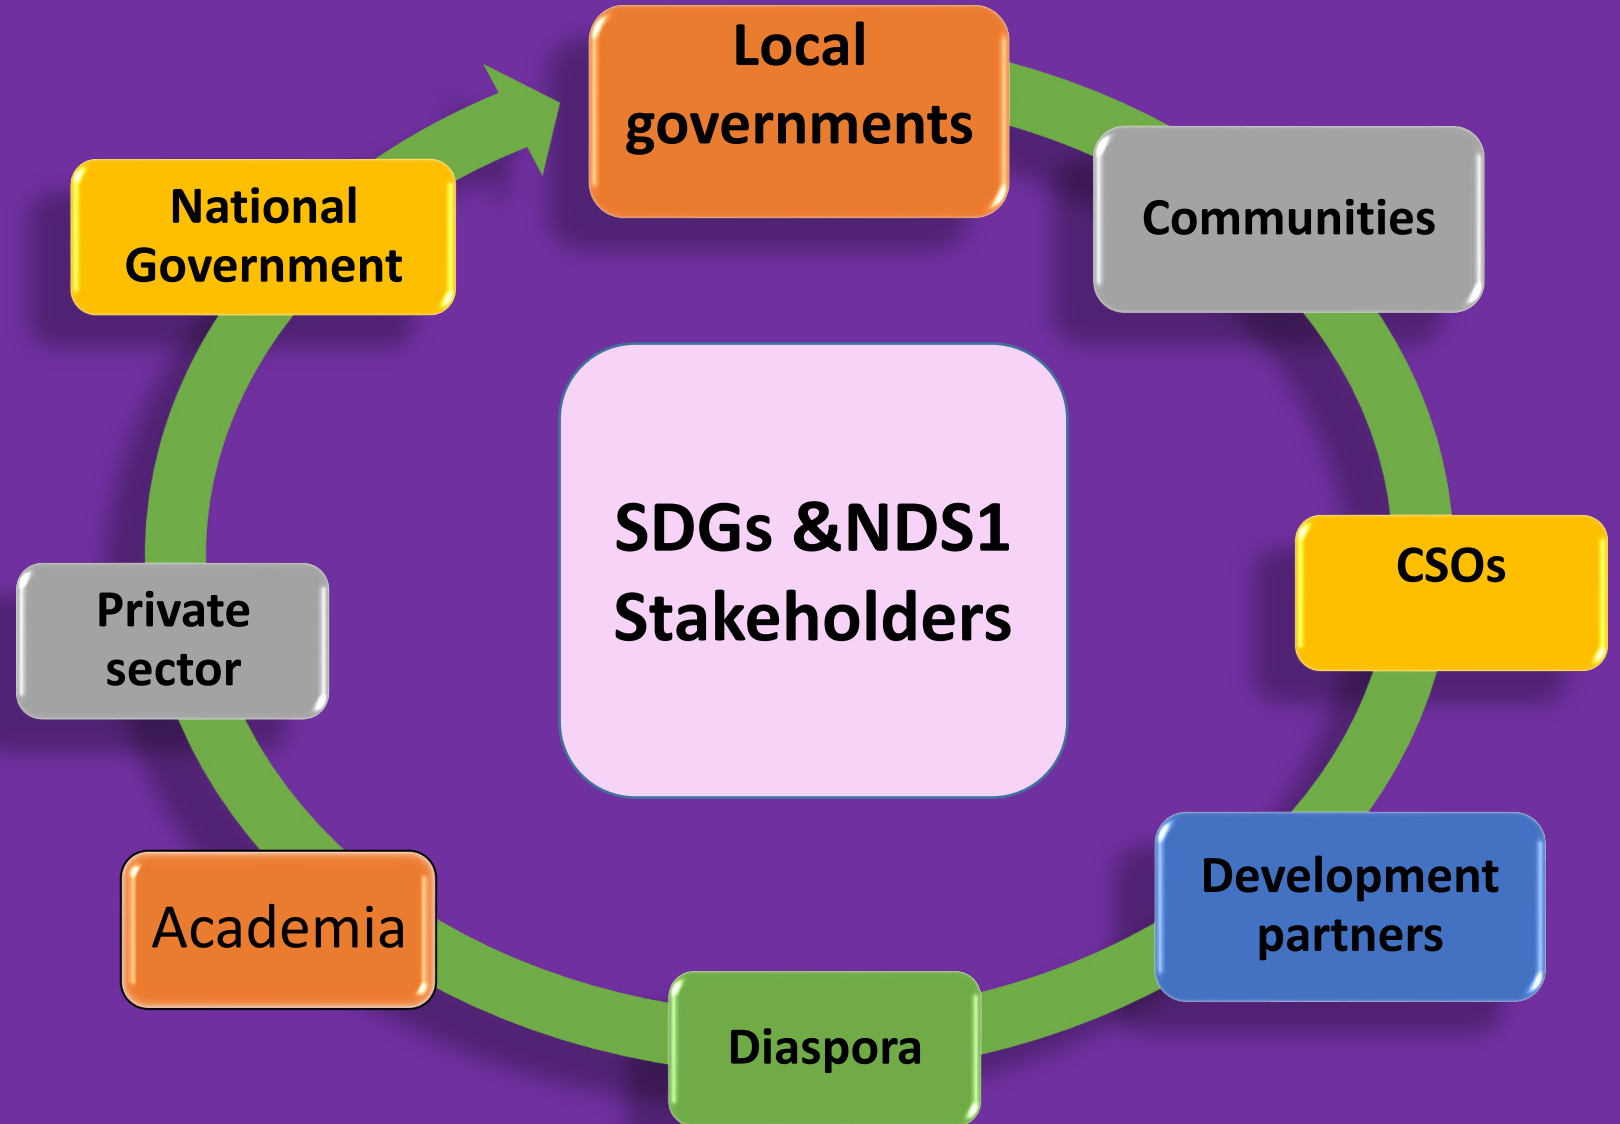 Local
governments
Communities
National
Government
SDGs &NDS1
Stakeholders
CSOs
Private
sector
Development
partners
Academia
Diaspora